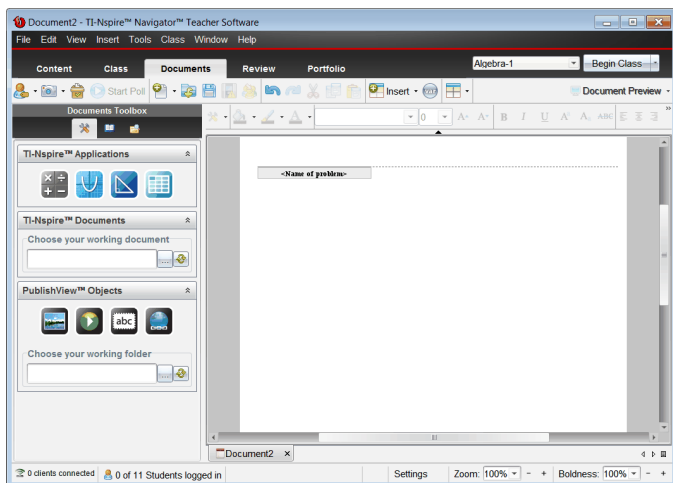 Document2 - TI-Nspire™ Navigator™ Teacher Software
File Edit View Insert Tools Class Window Help
Content Class Documents Review Portfolio Algebra-1 Begin Class
Start Poll Insert Document Preview
Documents Toolbox
0 A A B I U A A ABC
TI-Nspire™ Applications
<Name of problem>
TI-Nspire™ Documents
Choose your working document
...
PublishView™ Objects
abc
Choose your working folder
...
Document2
0 clients connected 0 of 11 Students logged in Settings Zoom: 100% - + Boldness: 100% - +